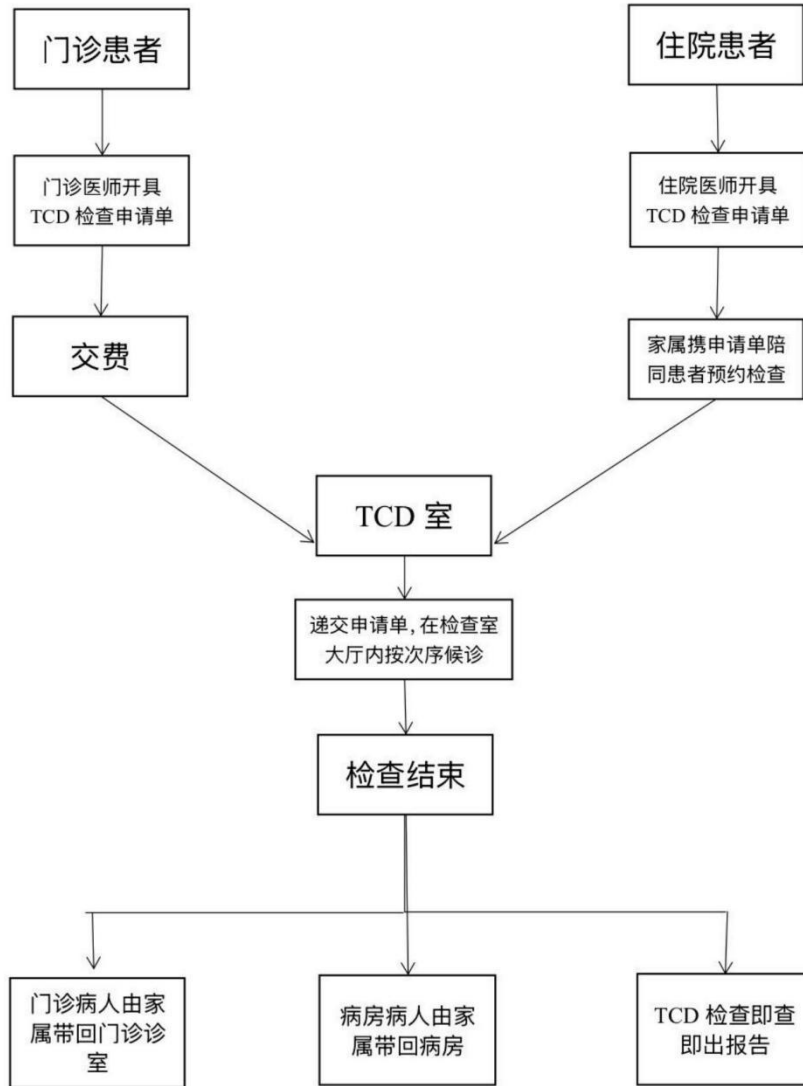 门诊患者
住院患者
门诊医师开具
TCD 检查申请单
住院医师开具
TCD 检查申请单
交费
家属携申请单陪
同患者预约检查
TCD 室
递交申请单,在检查室
大厅内按次序候诊
检查结束
门诊病人由家
属带回门诊诊
室
病房病人由家
属带回病房
TCD 检查即查
即出报告